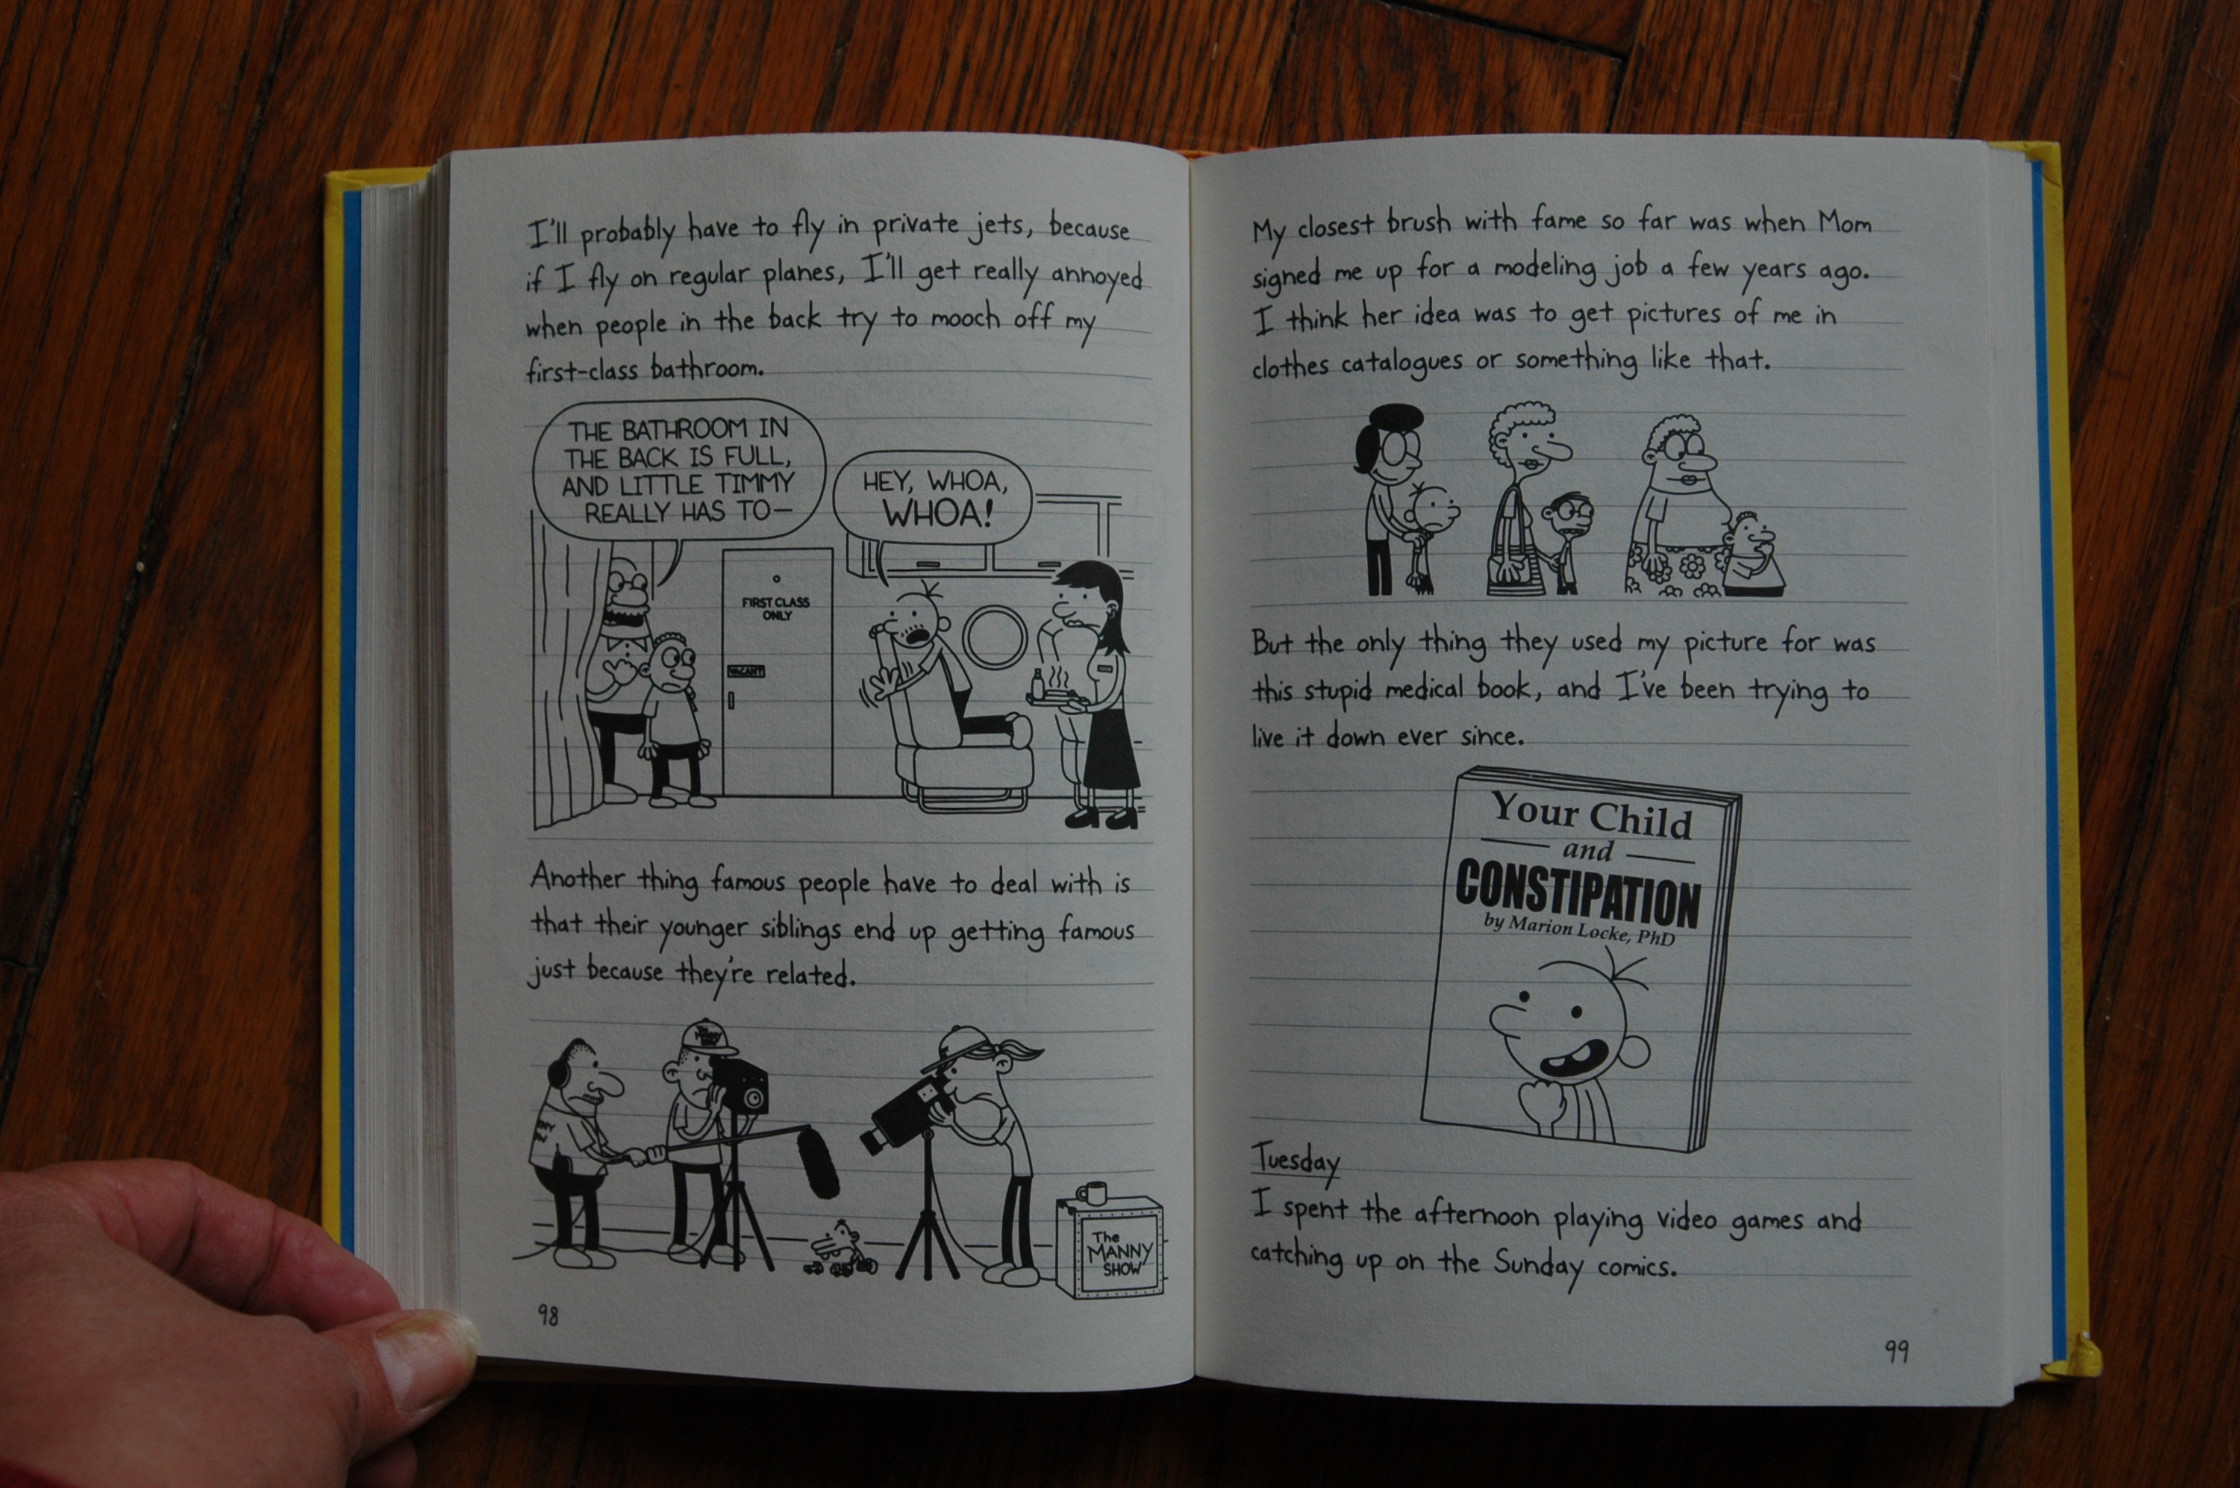 I'll probably have to fly in private jets, because
if I fly on regular planes, I'll get really annoyed
when people in the back try to mooch off my
first-class bathroom.
THE BATHROOM IN
THE BACK IS FULL,
AND LITTLE TIMMY
REALLY HAS TO—
HEY, WHOA,
WHOA!
FIRST CLASS
ONLY
VACANT
Another thing famous people have to deal with is
that their younger siblings end up getting famous
just because they're related.
The
MANNY
SHOW
98
My closest brush with fame so far was when Mom
signed me up for a modeling job a few years ago.
I think her idea was to get pictures of me in
clothes catalogues or something like that.
But the only thing they used my picture for was
this stupid medical book, and I've been trying to
live it down ever since.
Your Child
and
CONSTIPATION
by Marion Locke, PhD
Tuesday
I spent the afternoon playing video games and
catching up on the Sunday comics.
99